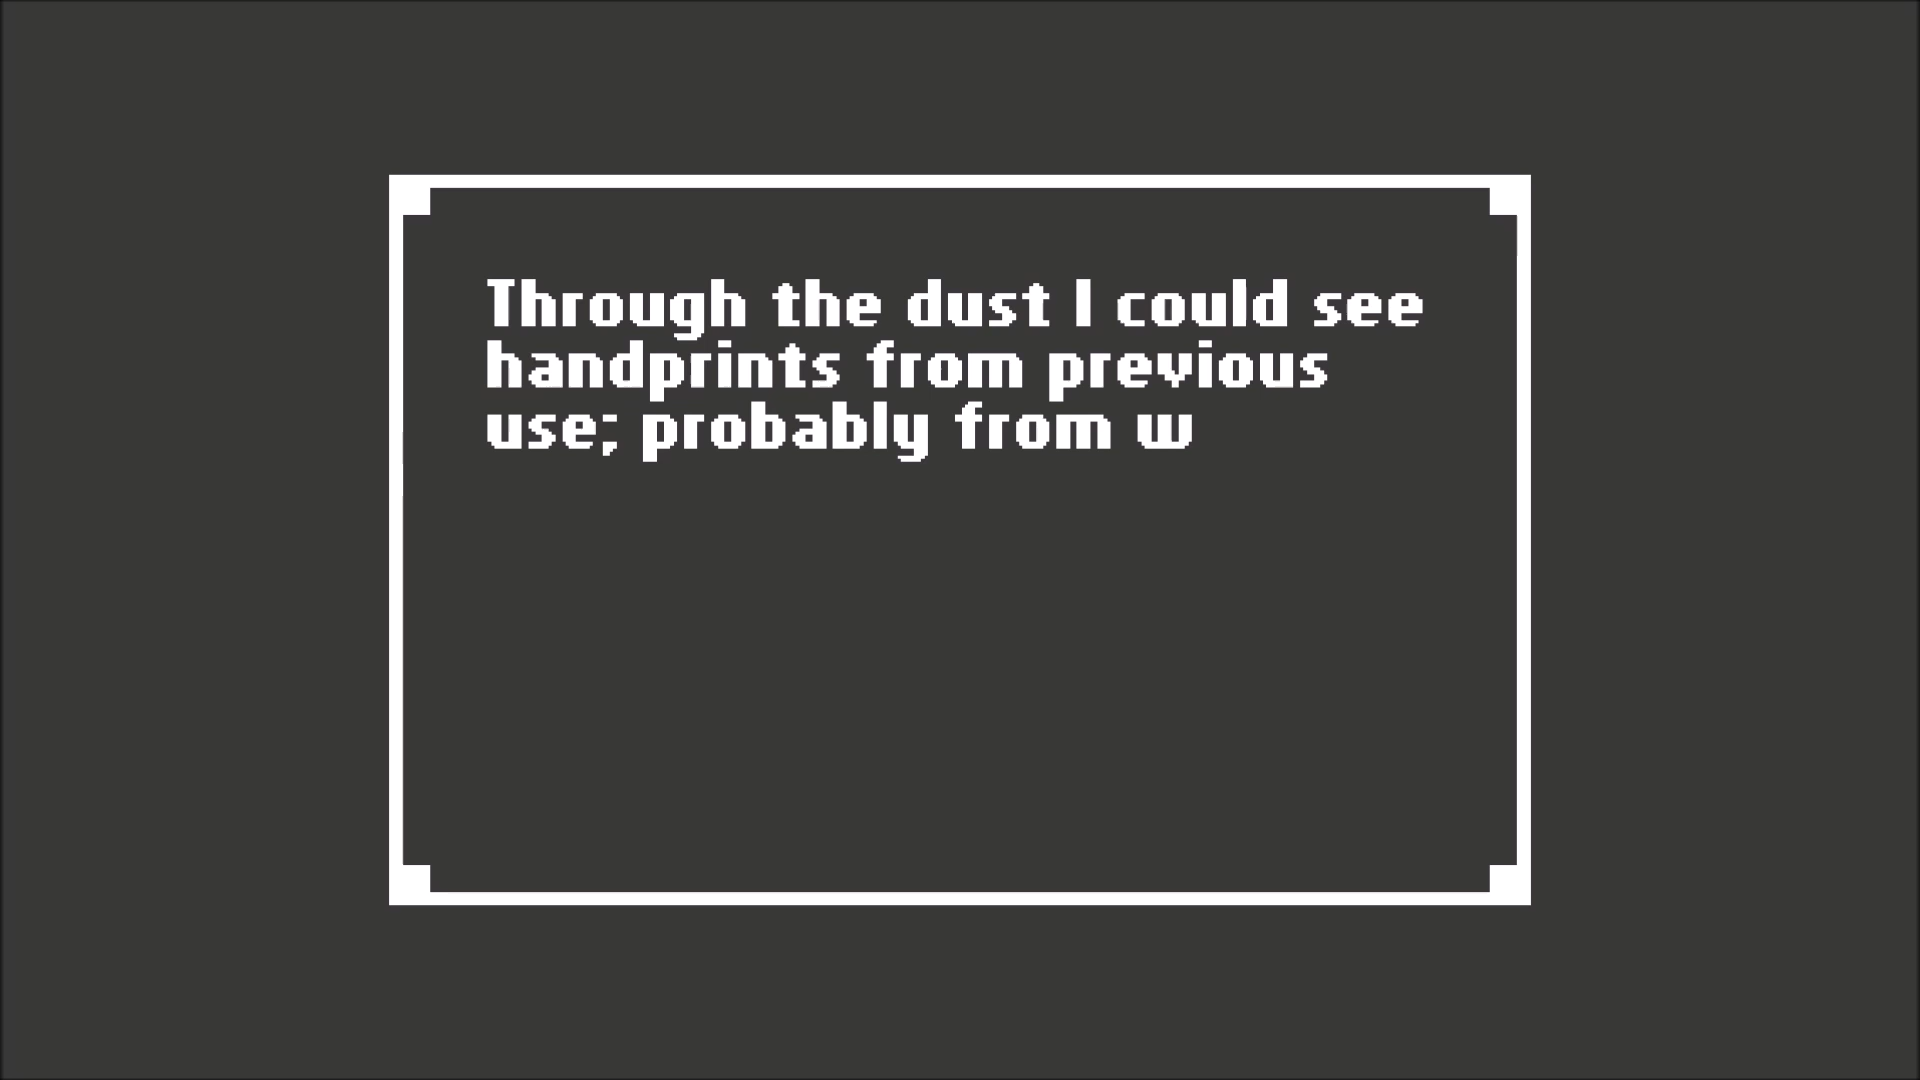 Through the dust I could see
handprints from previous
use; probably from w